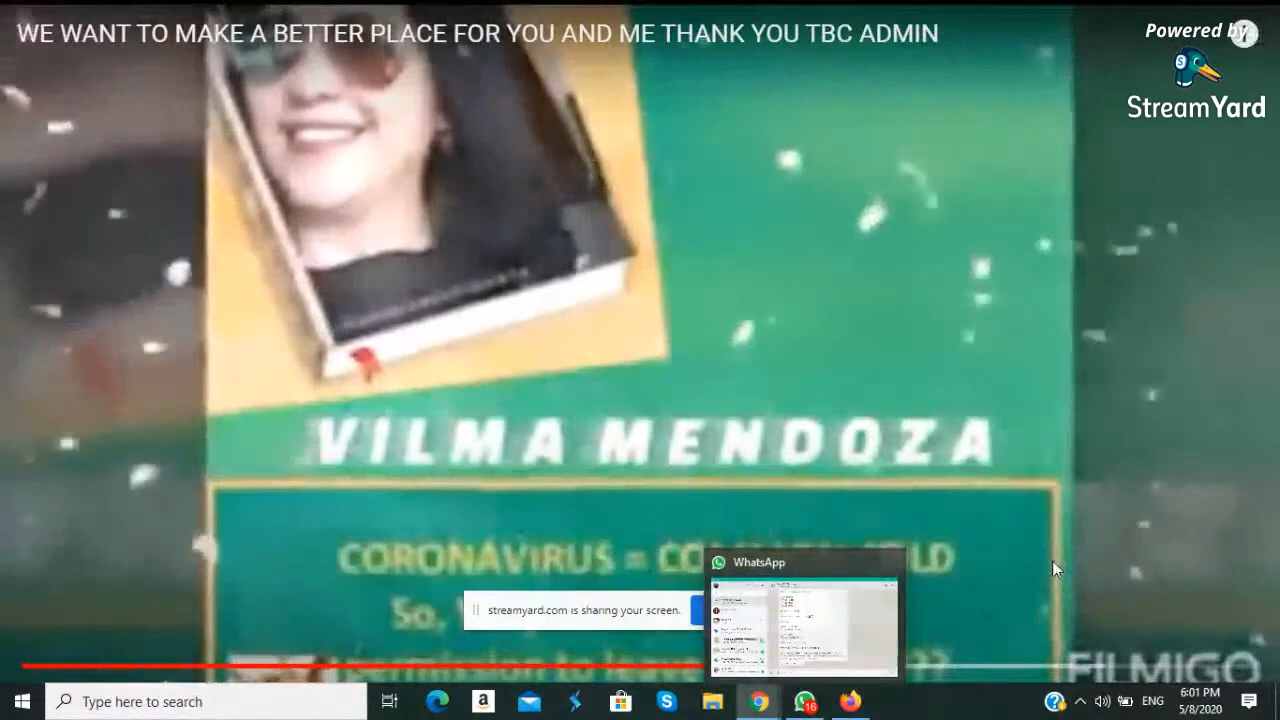 WE WANT TO MAKE A BETTER PLACE FOR YOU AND ME THANK YOU TBC ADMIN
Powered by
StreamYard
VILMA MENDOZA
CORONAVIRUS =
So,
WhatsApp
streamyard.com is sharing your screen.
FILMIGO
Type here to search
16
ENG
6:01 PM
5/8/2020